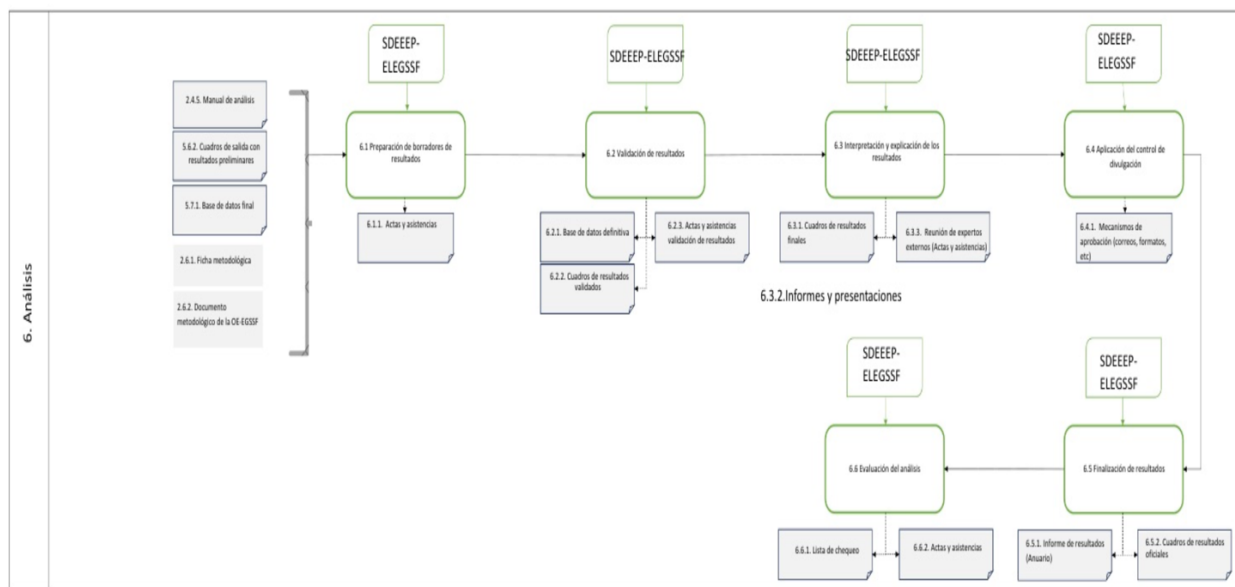 6. Análisis
2.4.5. Manual de análisis
5.6.2. Cuadros de salida con
resultados preliminares
5.7.1. Base de datos final
2.6.1. Ficha metodológica
2.6.2. Documento
metodológico de la OE-EGSSF
SDEEEP-
ELEGSSF
6.1 Preparación de borradores de
resultados
6.1.1. Actas y asistencias
SDEEEP-ELEGSSF
6.2 Validación de resultados
6.2.1. Base de datos definitiva
6.2.3. Actas y asistencias
validación de resultados
6.2.2. Cuadros de resultados
validados
SDEEEP-ELEGSSF
6.3 Interpretación y explicación de los
resultados
6.3.1. Cuadros de resultados
finales
6.3.3. Reunión de expertos
externos (Actas y asistencias)
6.3.2.Informes y presentaciones
SDEEEP-
ELEGSSF
6.4 Aplicación del control de
divulgación
6.4.1. Mecanismos de
aprobación (correos, formatos,
etc)
SDEEEP-
ELEGSSF
6.5 Finalización de resultados
6.5.1. Informe de resultados
(Anuario)
6.5.2. Cuadros de resultados
oficiales
SDEEEP-
ELEGSSF
6.6 Evaluación del análisis
6.6.1. Lista de chequeo
6.6.2. Actas y asistencias